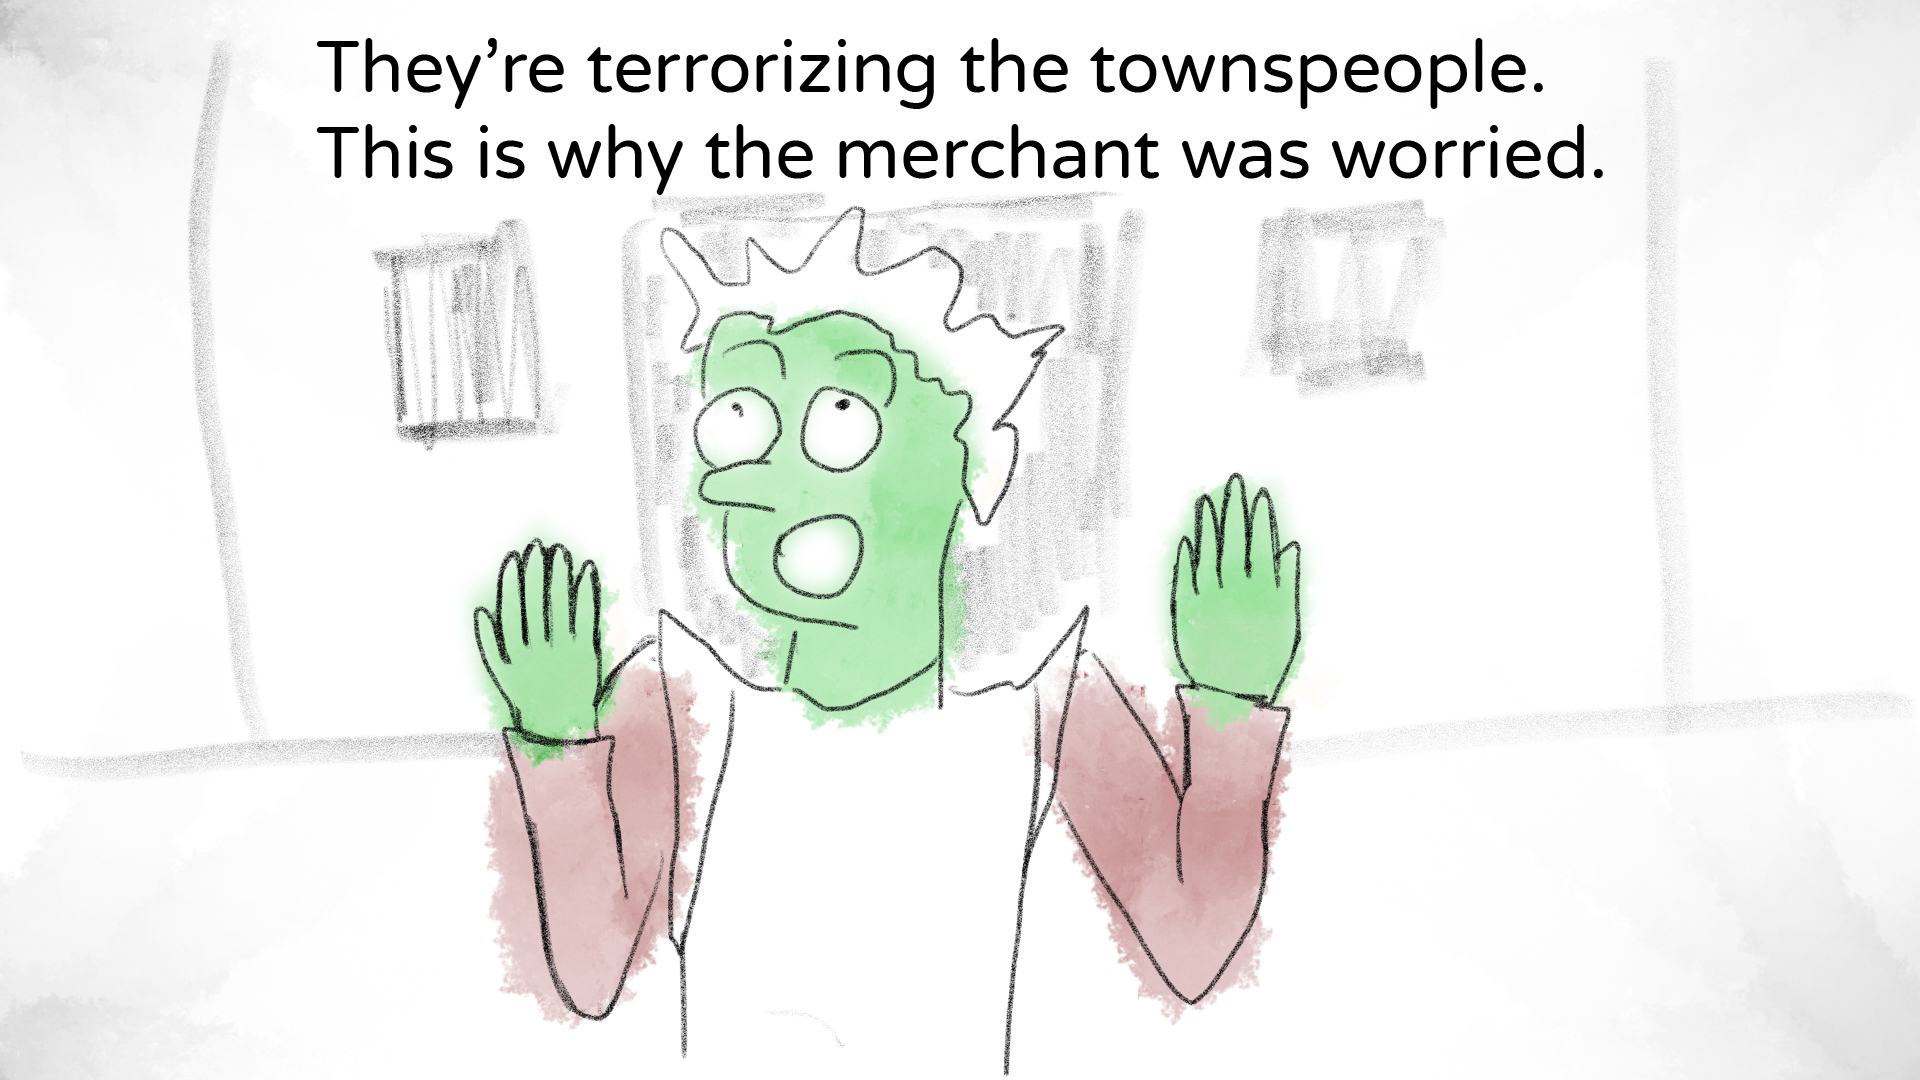 They’re terrorizing the townspeople.
This is why the merchant was worried.